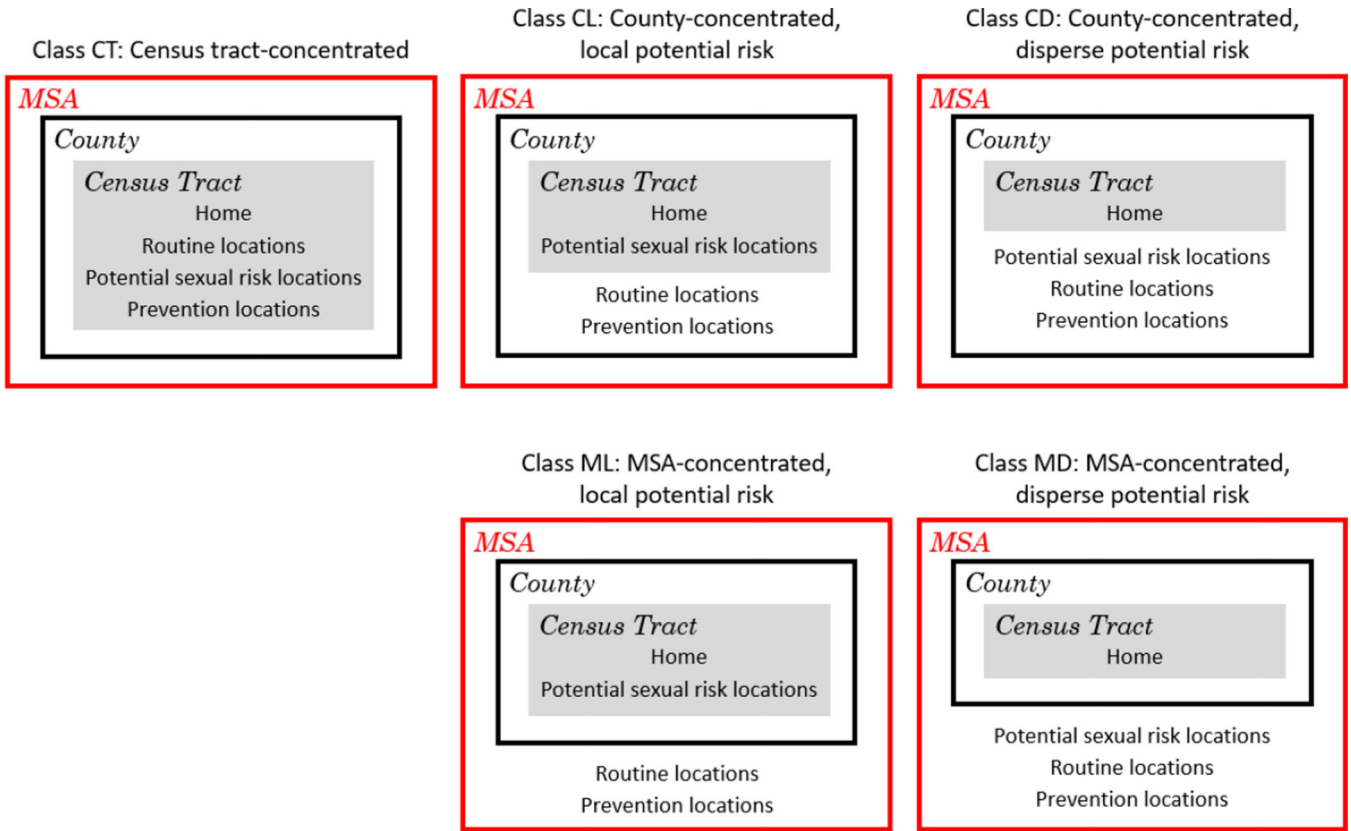 Class CT: Census tract-concentrated
MSA
County
Census Tract
Home
Routine locations
Potential sexual risk locations
Prevention locations
Class CL: County-concentrated,
local potential risk
MSA
County
Census Tract
Home
Potential sexual risk locations
Routine locations
Prevention locations
Class CD: County-concentrated,
disperse potential risk
MSA
County
Census Tract
Home
Potential sexual risk locations
Routine locations
Prevention locations
Class ML: MSA-concentrated,
local potential risk
MSA
County
Census Tract
Home
Potential sexual risk locations
Routine locations
Prevention locations
Class MD: MSA-concentrated,
disperse potential risk
MSA
County
Census Tract
Home
Potential sexual risk locations
Routine locations
Prevention locations